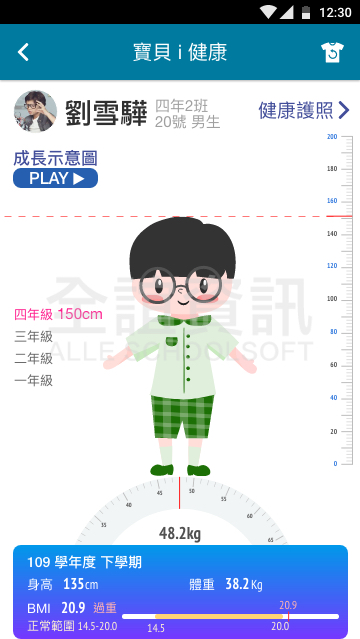 12:30
寶貝 i 健康
劉雪驊
四年2班
20號 男生
健康護照
成長示意圖
PLAY
200
180
160
140
120
100
80
60
40
20
0
四年級 150cm
三年級
二年級
一年級
全誼資訊
ALLE SCHOOLSOFT
35
40
45
50
55
60
65
48.2kg
109 學年度 下學期
身高 135cm
體重 38.2Kg
BMI 20.9 過重
20.9
正常範圍 14.5-20.0
14.5
20.0